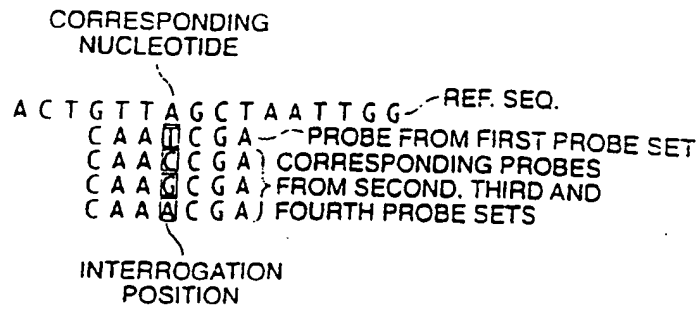 CORRESPONDING
NUCLEOTIDE
A C T G T T A G C T A A T T G G REF. SEQ.
C A A T C G A PROBE FROM FIRST PROBE SET
C A A C C G A CORRESPONDING PROBES
C A A G C G A FROM SECOND. THIRD AND
C A A A C G A FOURTH PROBE SETS
INTERROGATION
POSITION